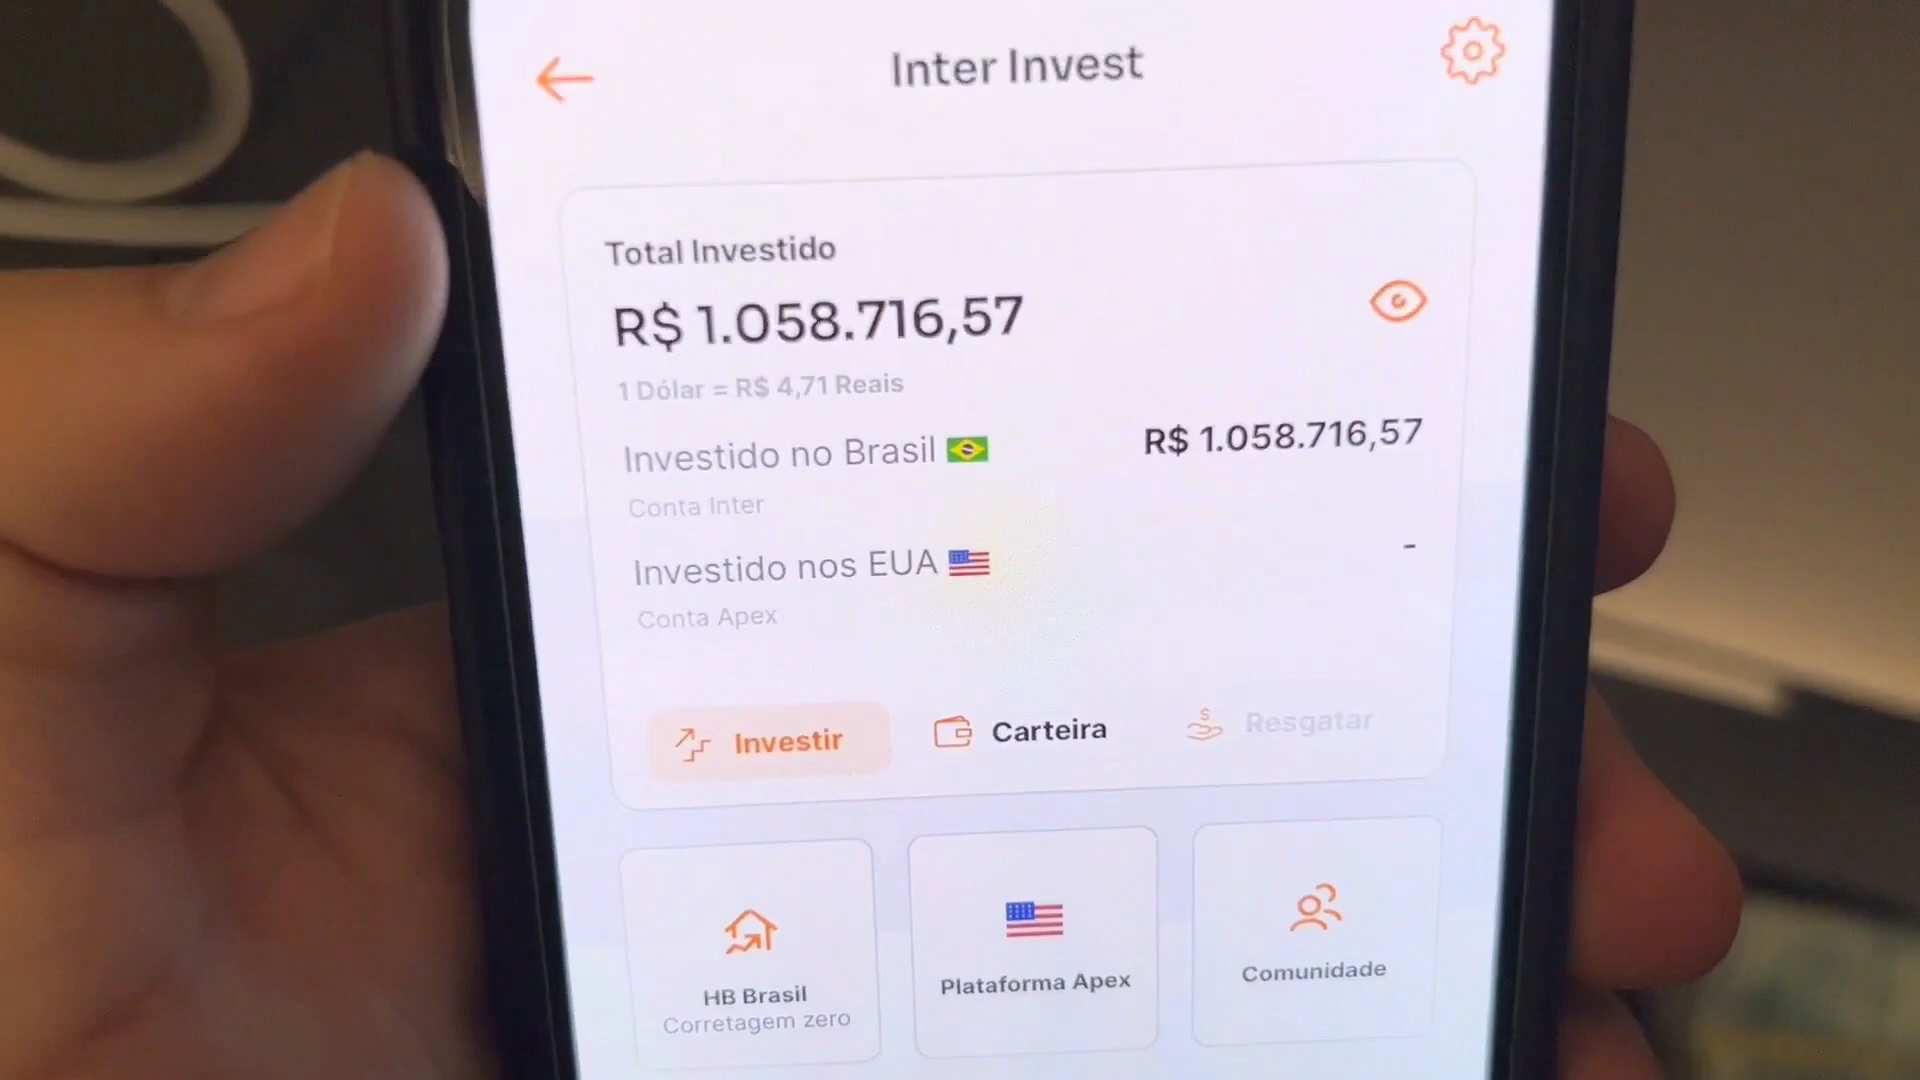 Inter Invest
Total Investido
R$ 1.058.716,57
1 Dólar = R$ 4,71 Reais
Investido no Brasil
R$ 1.058.716,57
Conta Inter
Investido nos EUA
-
Conta Apex
Investir
Carteira
Resgatar
HB Brasil
Corretagem zero
Plataforma Apex
Comunidade